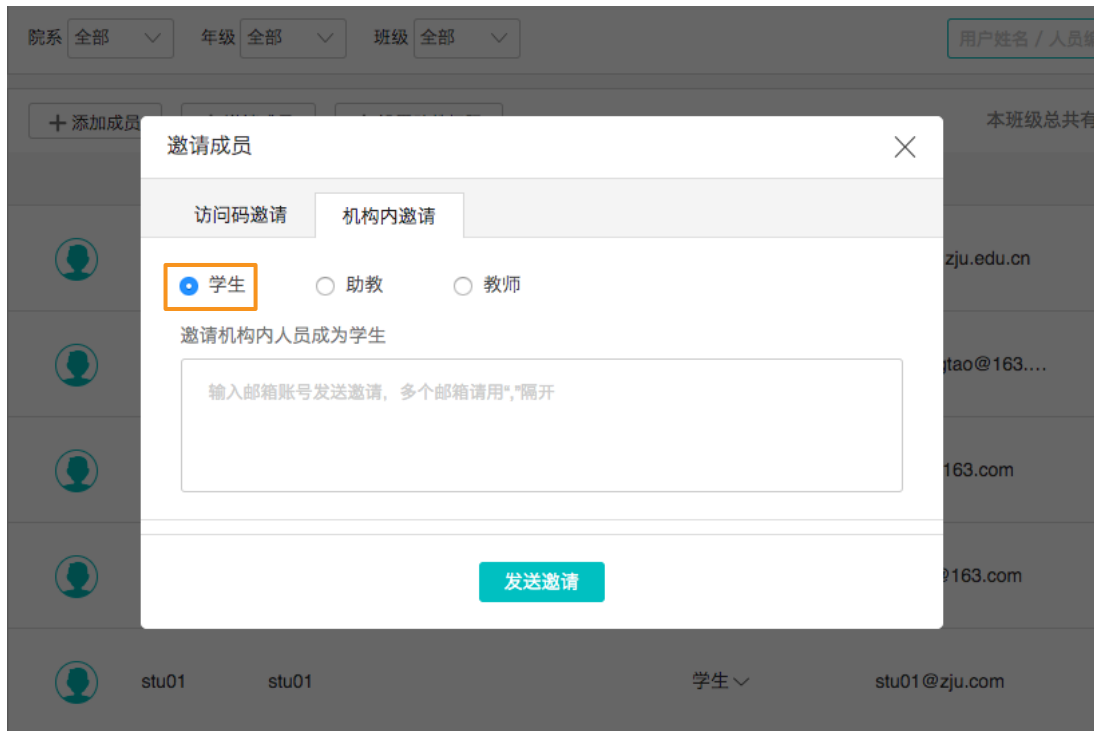 院系 全部 年级 全部 班级 全部 用户姓名 / 人员
添加成员 本班级总共有
邀请成员
访问码邀请 机构内邀请
zju.edu.cn
学生 助教 教师
邀请机构内人员成为学生
tao@163....
输入邮箱账号发送邀请，多个邮箱请用“,”隔开
163.com
发送邀请
@163.com
stu01 stu01 学生 stu01@zju.com